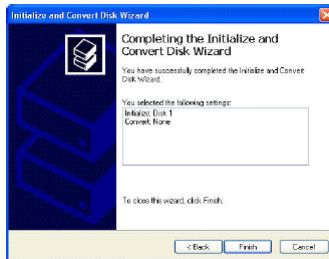 Initialize and Convert Disk Wizard
Completing the Initialize and
Convert Disk Wizard
You have successfully completed the Initialize and Convert
Disk Wizard.
You selected the following settings:
Initialize: Disk 1
Convert: None
To close this wizard, click Finish.
< Back
Finish
Cancel